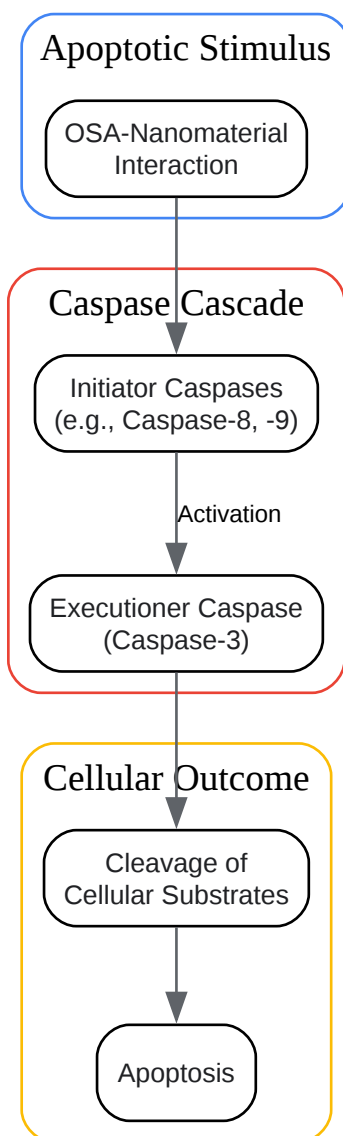 Apoptotic Stimulus
OSA-Nanomaterial
Interaction
Caspase Cascade
Initiator Caspases
(e.g., Caspase-8, -9)
Activation
Executioner Caspase
(Caspase-3)
Cellular Outcome
Cleavage of
Cellular Substrates
Apoptosis